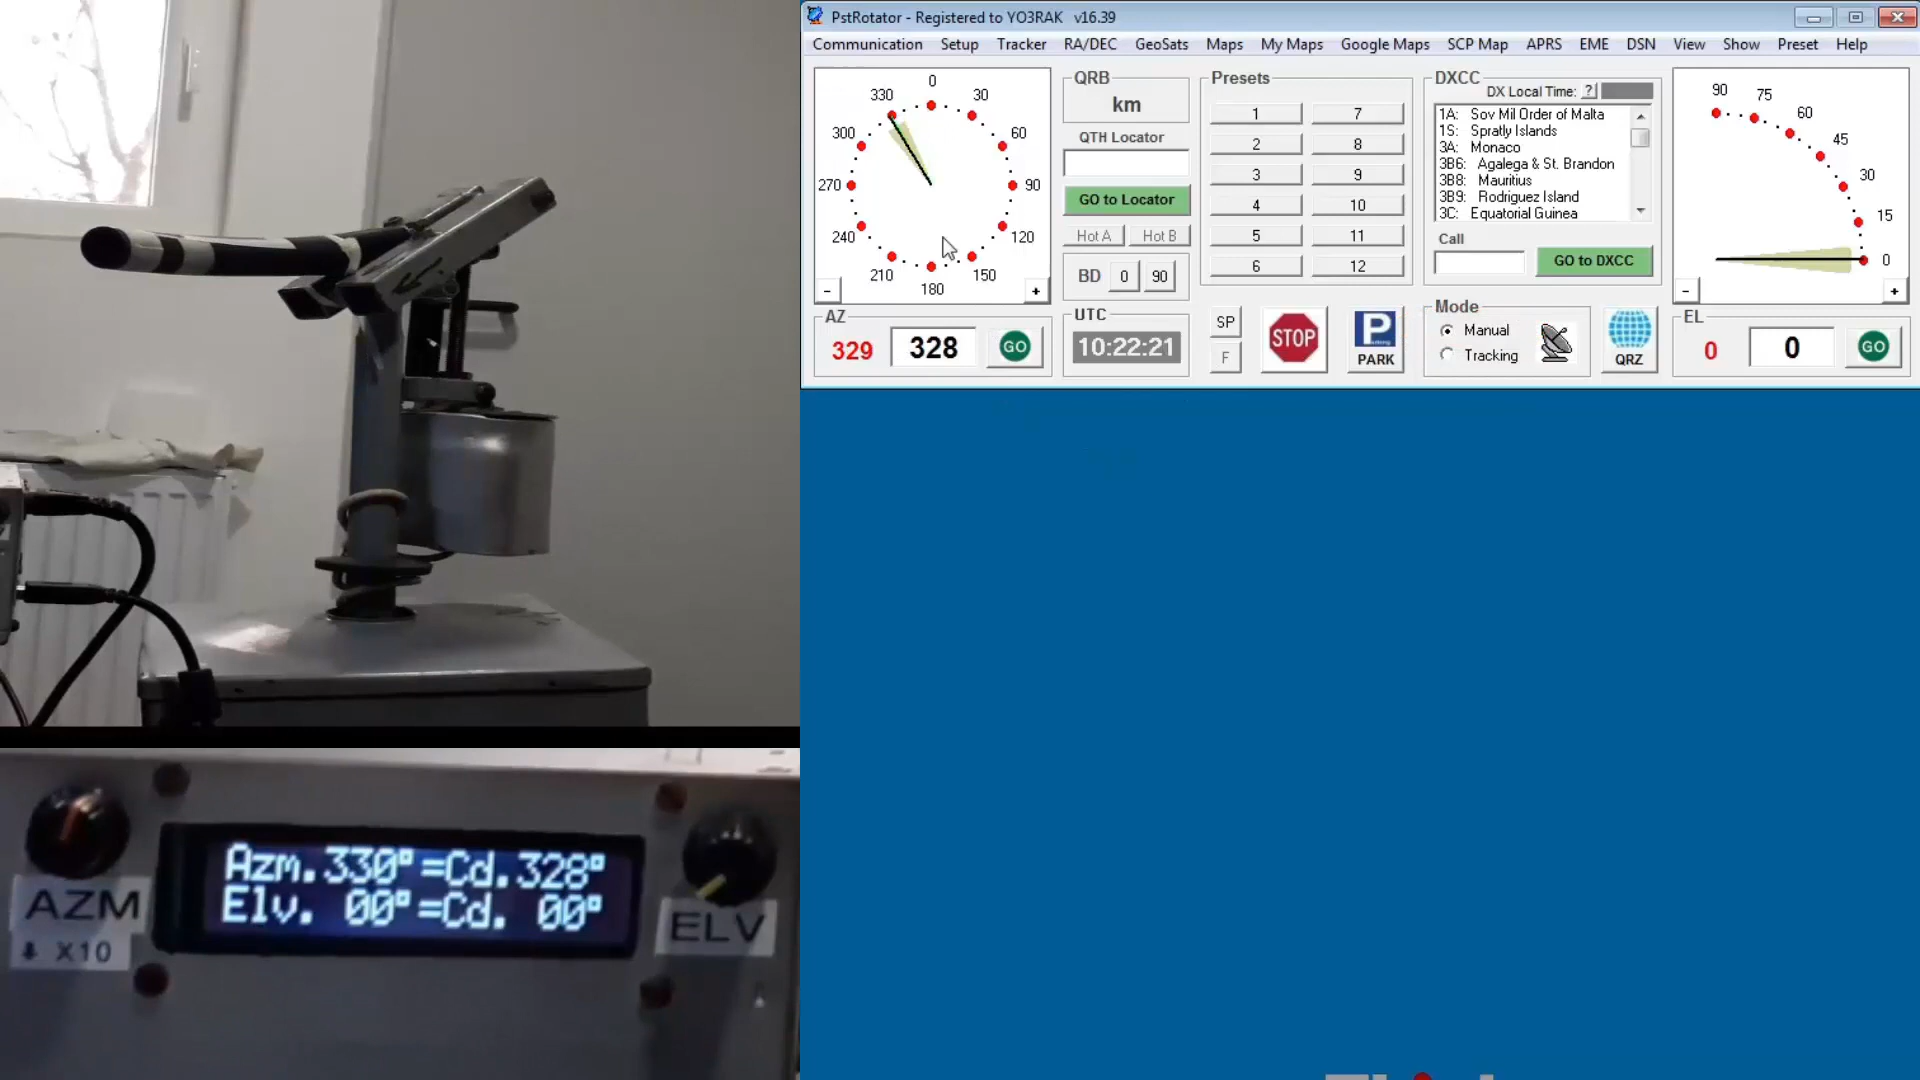 PstRotator - Registered to YO3RAK v16.39
Communication Setup Tracker RA/DEC GeoSats Maps My Maps Google Maps SCP Map APRS EME DSN View Show Preset Help
0
330 30
300 60
270 90
240 120
210 150
180
- +
AZ
329 328 GO
QRB
km
QTH Locator
GO to Locator
Hot A Hot B
BD 0 90
UTC
10:22:21
Presets
1 7
2 8
3 9
4 10
5 11
6 12
SP
F
STOP
P
PARK
DXCC
DX Local Time: ?
1A: Sov Mil Order of Malta
1S: Spratly Islands
3A: Monaco
3B6: Agalega & St. Brandon
3B8: Mauritius
3B9: Rodriguez Island
3C: Equatorial Guinea
Call
GO to DXCC
Mode
Manual
Tracking
QRZ
90
75
60
45
30
15
0
- +
EL
0 0 GO
Azm.330°=Cd.328°
Elv. 00°=Cd. 00°
AZM
↓ X10
ELV